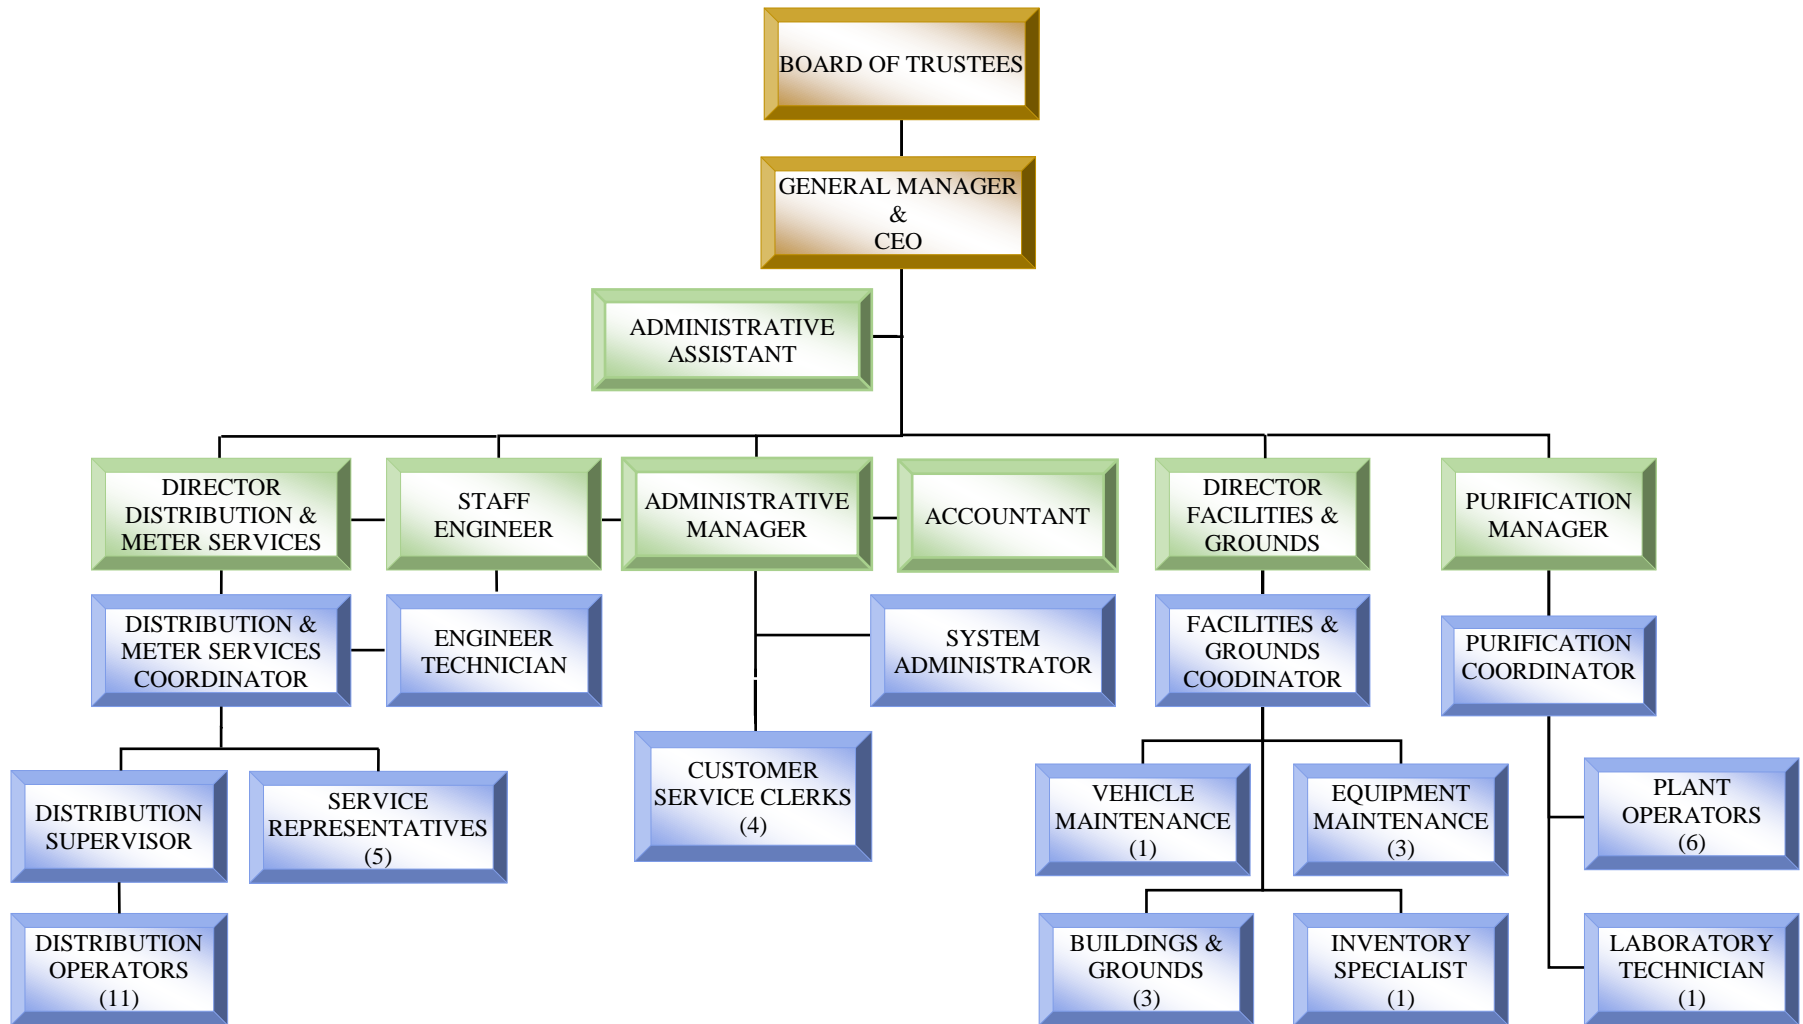 BOARD OF TRUSTEES
GENERAL MANAGER
&
CEO
ADMINISTRATIVE
ASSISTANT
DIRECTOR
DISTRIBUTION &
METER SERVICES
STAFF
ENGINEER
ADMINISTRATIVE
MANAGER
ACCOUNTANT
DIRECTOR
FACILITIES &
GROUNDS
PURIFICATION
MANAGER
DISTRIBUTION &
METER SERVICES
COORDINATOR
ENGINEER
TECHNICIAN
SYSTEM
ADMINISTRATOR
FACILITIES &
GROUNDS
COODINATOR
PURIFICATION
COORDINATOR
DISTRIBUTION
SUPERVISOR
SERVICE
REPRESENTATIVES
(5)
CUSTOMER
SERVICE CLERKS
(4)
VEHICLE
MAINTENANCE
(1)
EQUIPMENT
MAINTENANCE
(3)
PLANT
OPERATORS
(6)
DISTRIBUTION
OPERATORS
(11)
BUILDINGS &
GROUNDS
(3)
INVENTORY
SPECIALIST
(1)
LABORATORY
TECHNICIAN
(1)